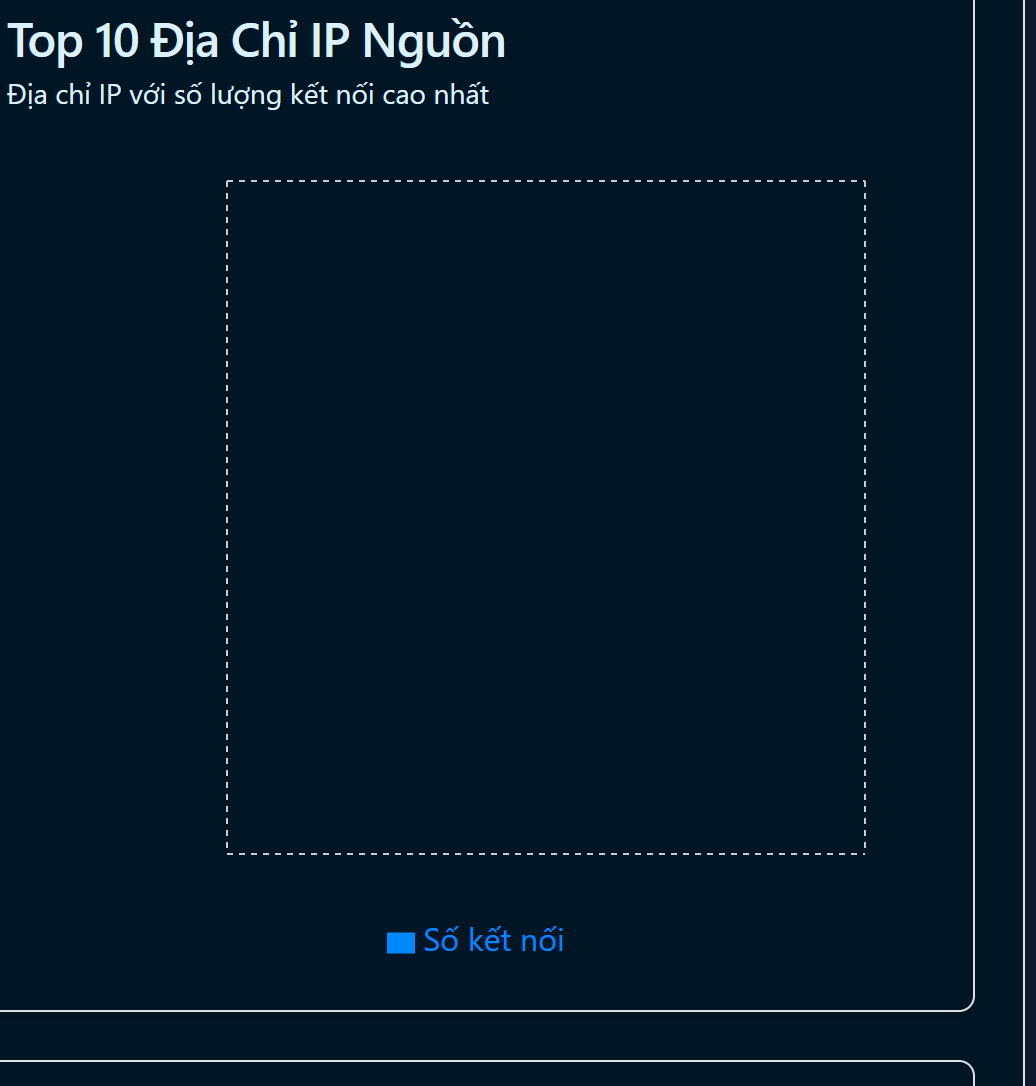 Top 10 Địa Chỉ IP Nguồn
Địa chỉ IP với số lượng kết nối cao nhất
Số kết nối